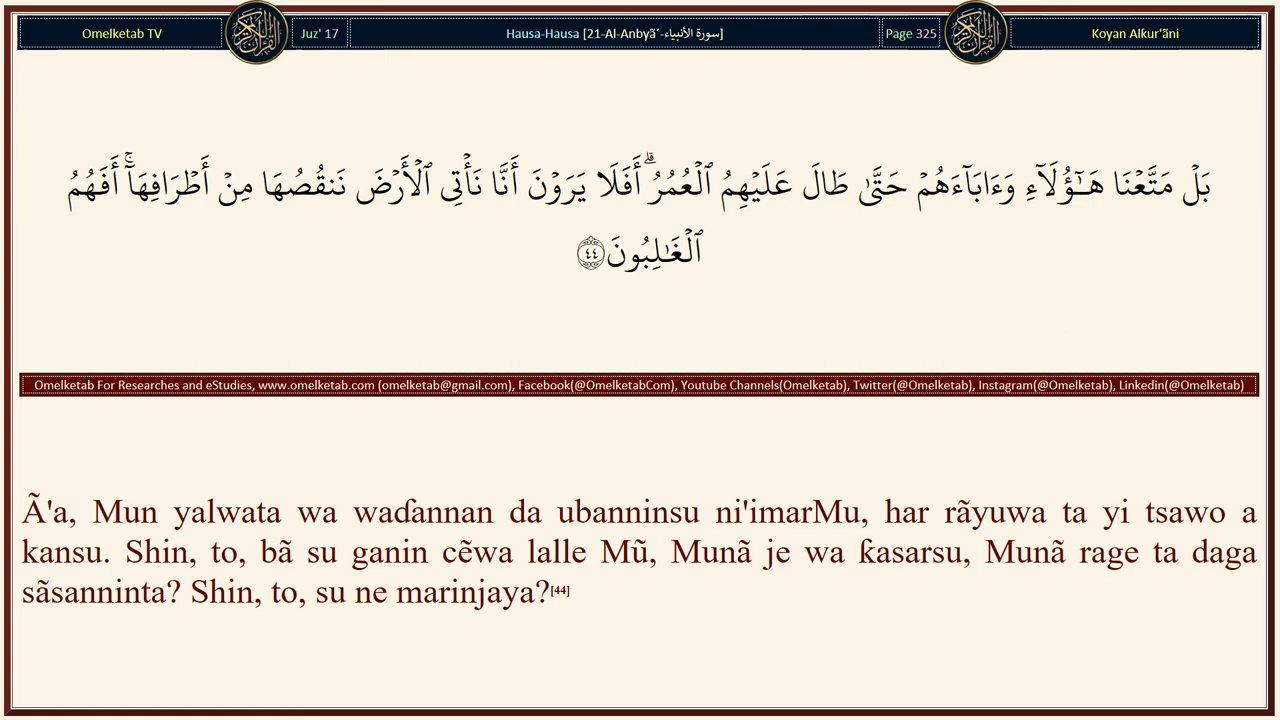 Omelketab TV
Juz' 17
Hausa-Hausa [21-Al-Anbyã´-سورة الأنبياء]
Page 325
Koyan Alƙur'ãni
بَلۡ مَتَّعۡنَا هَـٰٓؤُلَآءِ وَءَابَآءَهُمۡ حَتَّىٰ طَالَ عَلَيۡهِمُ ٱلۡعُمُرُۗ أَفَلَا يَرَوۡنَ أَنَّا نَأۡتِي ٱلۡأَرۡضَ نَنقُصُهَا مِنۡ أَطۡرَافِهَآۚ أَفَهُمُ
ٱلۡغَٰلِبُونَ ٤٤
Omelketab For Researches and eStudies, www.omelketab.com (omelketab@gmail.com), Facebook(@OmelketabCom), Youtube Channels(Omelketab), Twitter(@Omelketab), Instagram(@Omelketab), Linkedin(@Omelketab)
Ã'a, Mun yalwata wa waɗannan da ubanninsu ni'imarMu, har rãyuwa ta yi tsawo a
kansu. Shin, to, bã su ganin cẽwa lalle Mũ, Munã je wa ƙasarsu, Munã rage ta daga
sãsanninta? Shin, to, su ne marinjaya?[44]